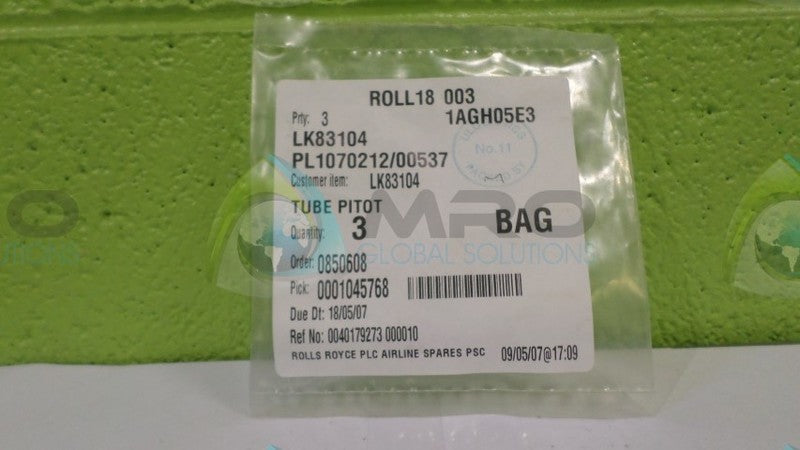 ROLL18 003
Prty: 3 1AGH05E3
LK83104
No.11
PL1070212/00537
Customer item: LK83104
TUBE PITOT
Quantity: 3 BAG
MRO
GLOBAL SOLUTIONS
Order: 0850608
Pick: 0001045768
Due Dt: 18/05/07
Ref No: 0040179273 000010
ROLLS ROYCE PLC AIRLINE SPARES PSC 09/05/07@17:09